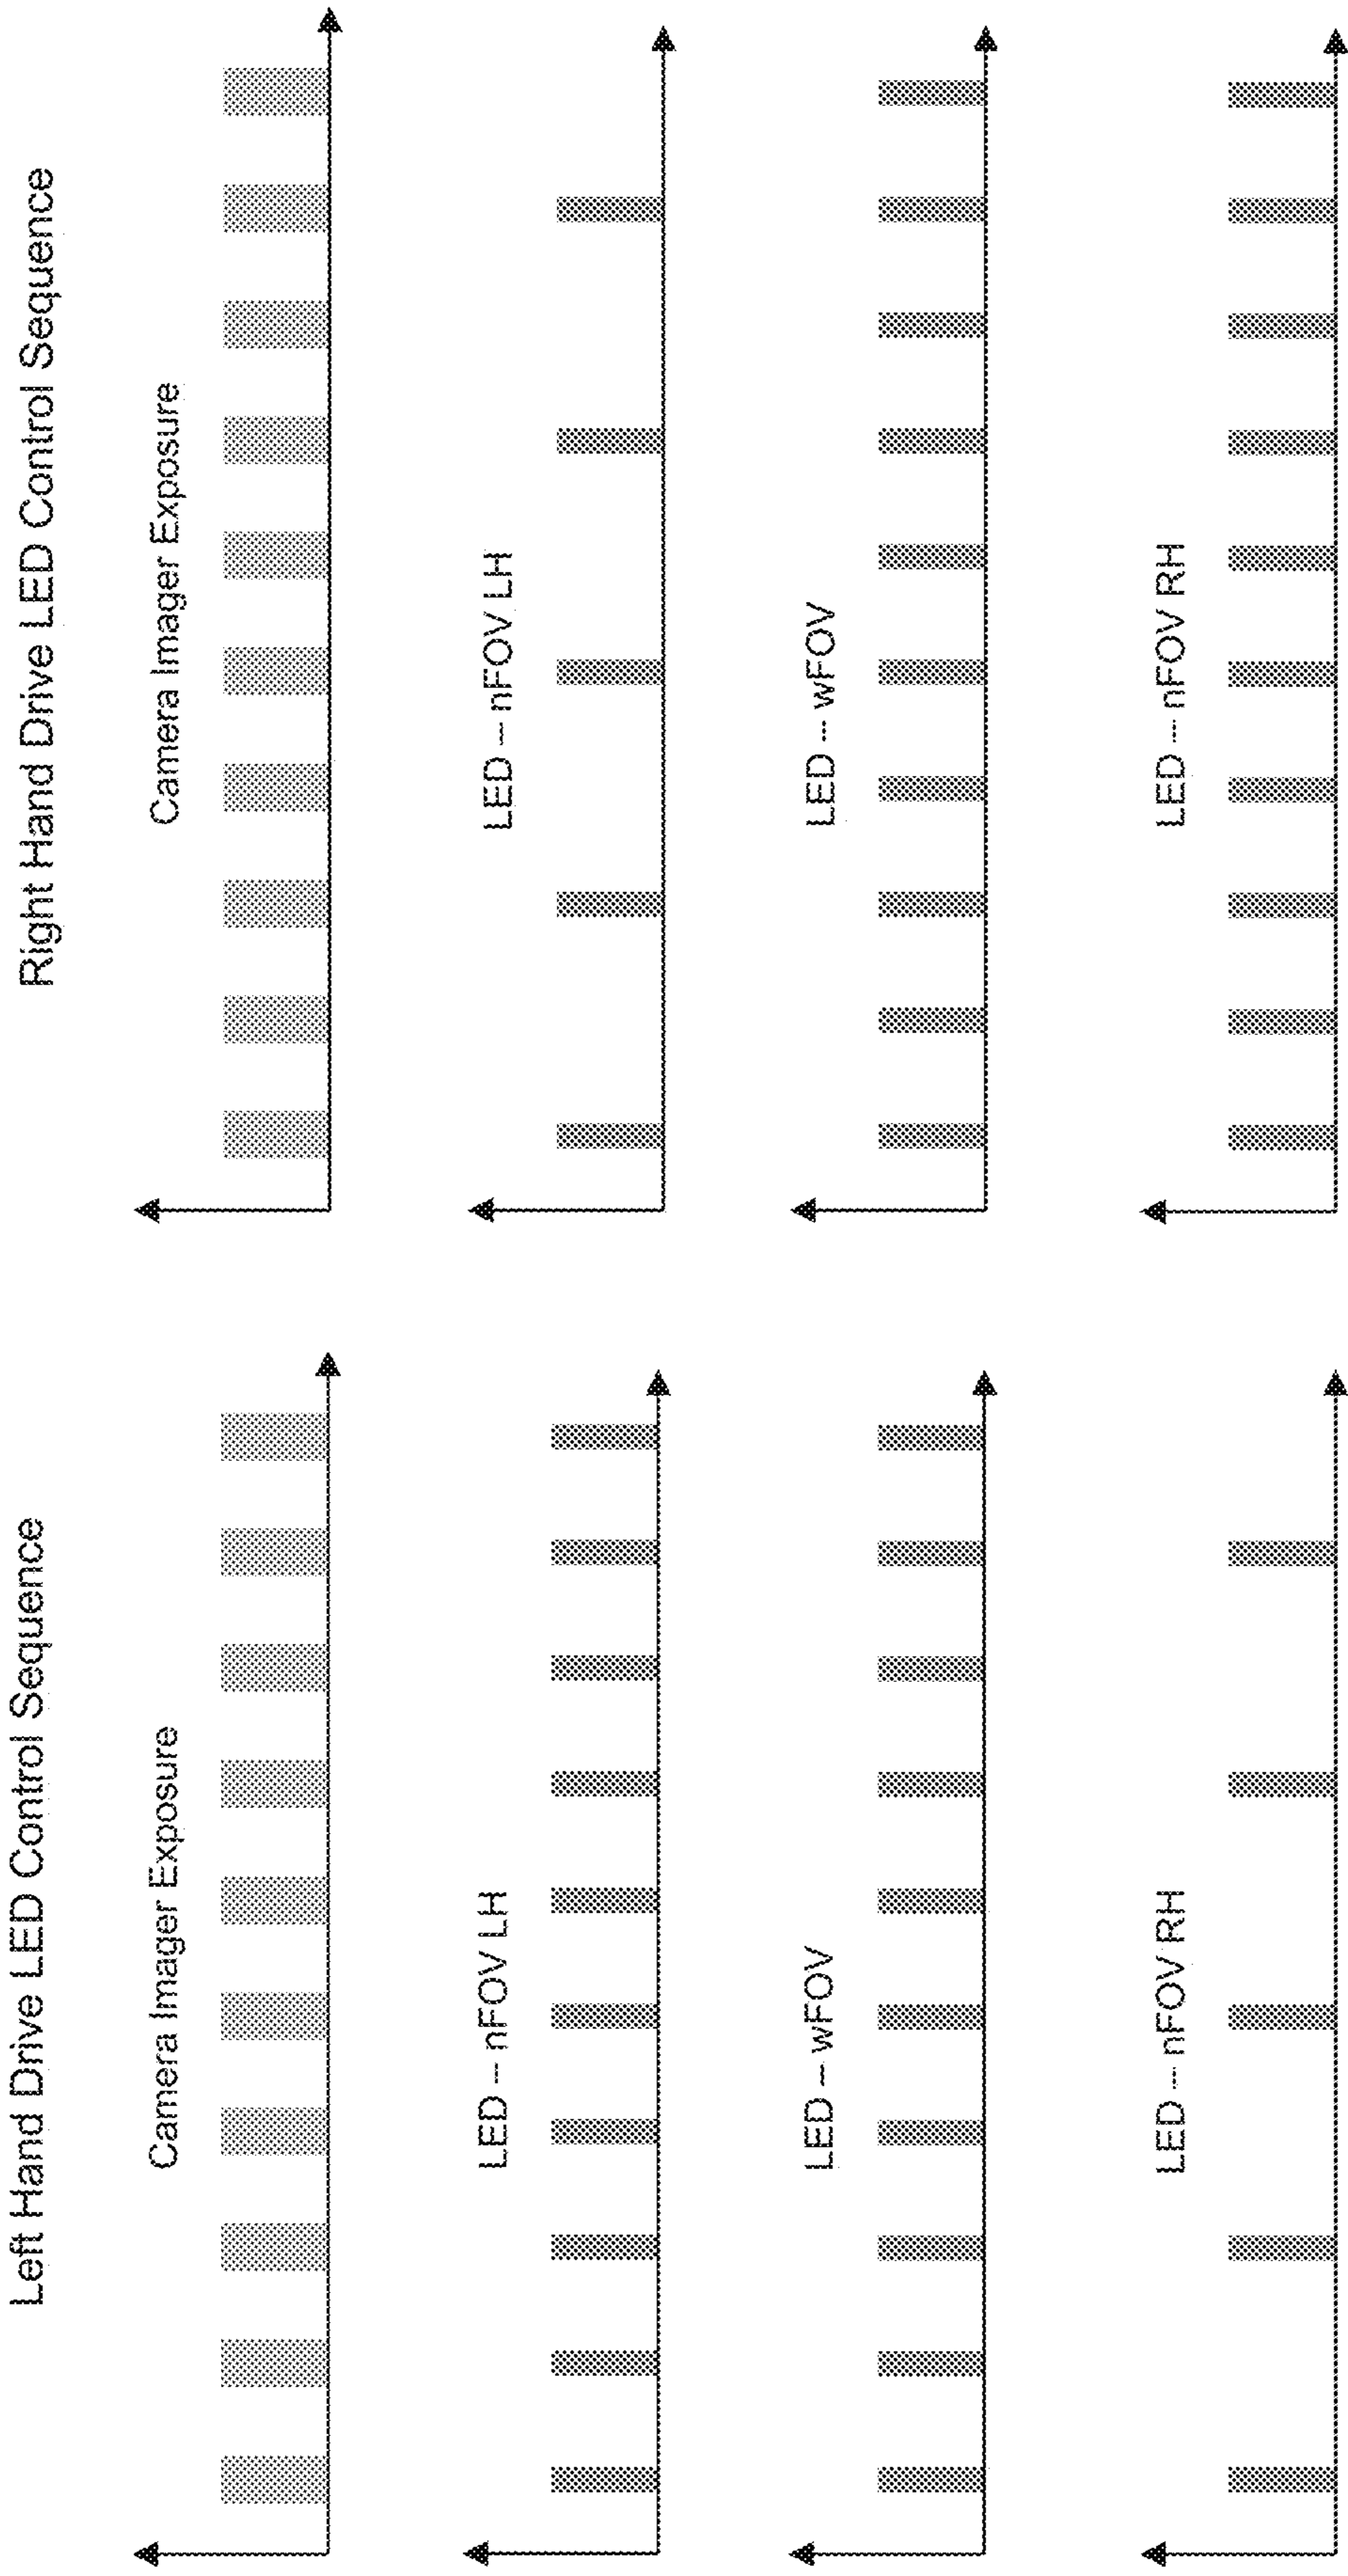 Left Hand Drive LED Control Sequence
Camera Imager Exposure
LED -- nFOV LH
LED -- wFOV
LED -- nFOV RH
Right Hand Drive LED Control Sequence
Camera Imager Exposure
LED -- nFOV LH
LED -- wFOV
LED -- nFOV RH